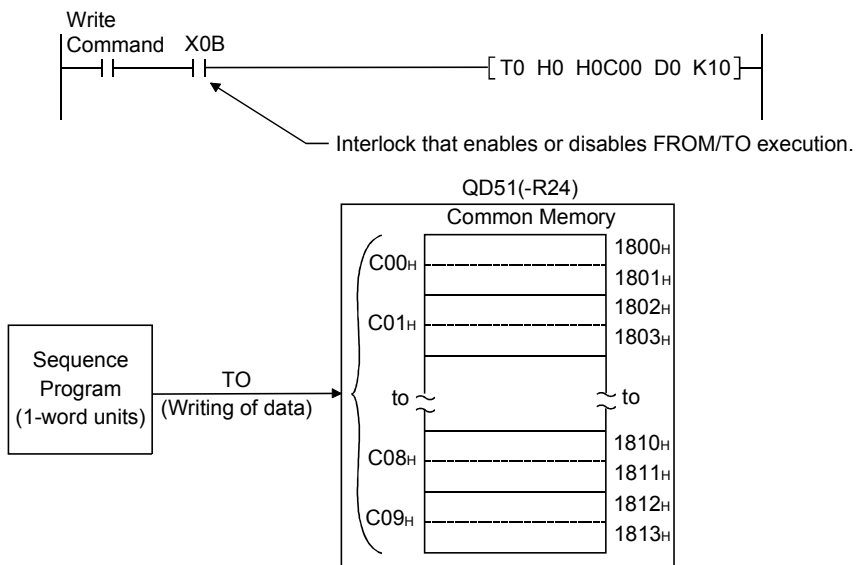 Write
Command X0B
[ T0 H0 H0C00 D0 K10 ]
Interlock that enables or disables FROM/TO execution.
QD51(-R24)
Common Memory
C00H 1800H
1801H
C01H 1802H
1803H
Sequence
Program
(1-word units)
TO
(Writing of data)
to to
C08H 1810H
1811H
C09H 1812H
1813H